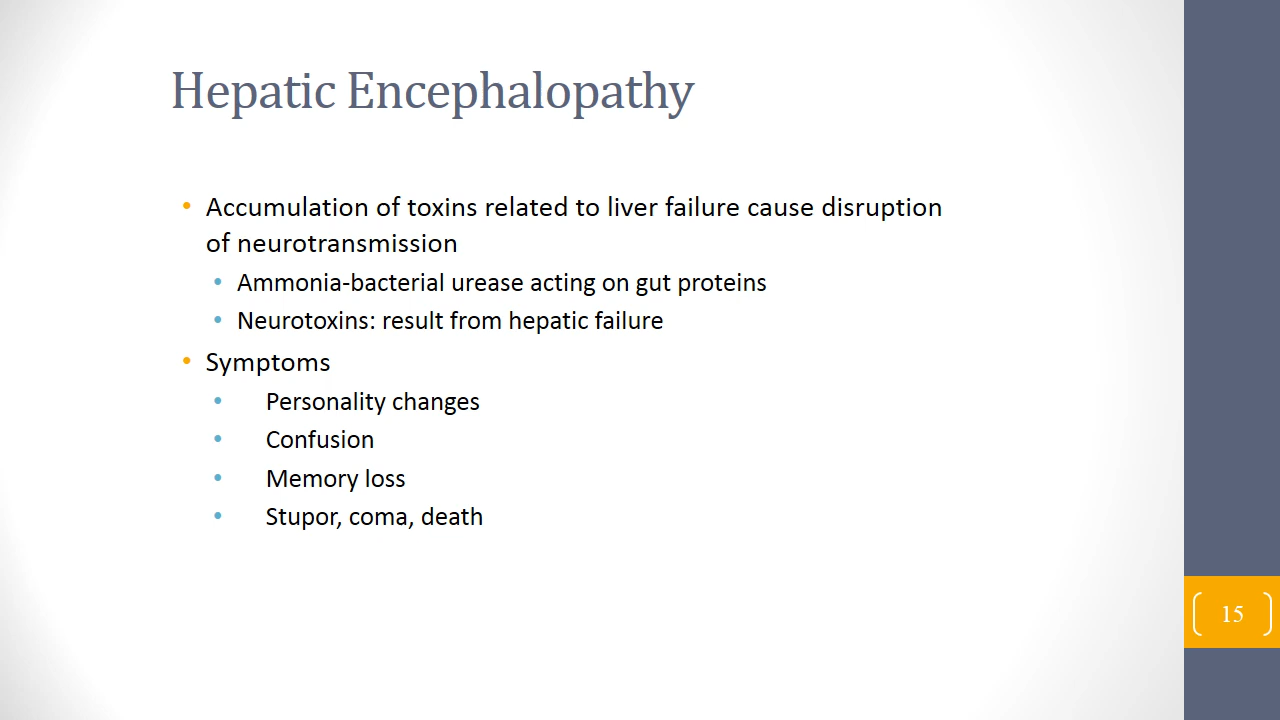 Hepatic Encephalopathy
• Accumulation of toxins related to liver failure cause disruption
of neurotransmission
• Ammonia-bacterial urease acting on gut proteins
• Neurotoxins: result from hepatic failure
• Symptoms
• Personality changes
• Confusion
• Memory loss
• Stupor, coma, death
15